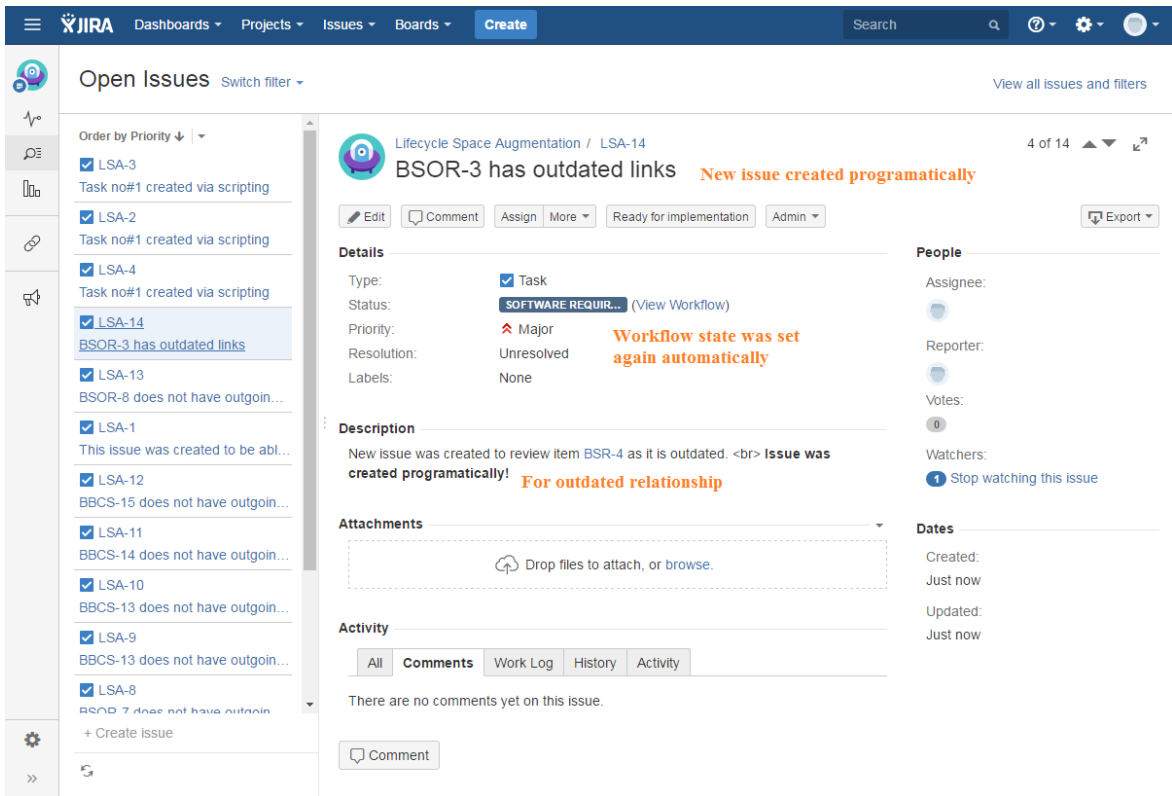 JIRA Dashboards Projects Issues Boards Create Search
Open Issues Switch filter
View all issues and filters
Order by Priority
LSA-3
Task no#1 created via scripting
LSA-2
Task no#1 created via scripting
LSA-4
Task no#1 created via scripting
LSA-14
BSOR-3 has outdated links
LSA-13
BSOR-8 does not have outgoin...
LSA-1
This issue was created to be abl...
LSA-12
BBCS-15 does not have outgoin...
LSA-11
BBCS-14 does not have outgoin...
LSA-10
BBCS-13 does not have outgoin...
LSA-9
BBCS-13 does not have outgoin...
LSA-8
BSOR-7 does not have outgoin
+ Create issue
Lifecycle Space Augmentation / LSA-14
4 of 14
BSOR-3 has outdated links
New issue created programatically
Edit Comment Assign More Ready for implementation Admin Export
Details
Type: Task
Status: SOFTWARE REQUIR... (View Workflow)
Priority: Major
Resolution: Unresolved
Labels: None
Workflow state was set
again automatically
Description
New issue was created to review item BSR-4 as it is outdated. <br> Issue was
created programatically!
For outdated relationship
Attachments
Drop files to attach, or browse.
Activity
All Comments Work Log History Activity
There are no comments yet on this issue.
Comment
People
Assignee:
Reporter:
Votes:
0
Watchers:
1 Stop watching this issue
Dates
Created:
Just now
Updated:
Just now